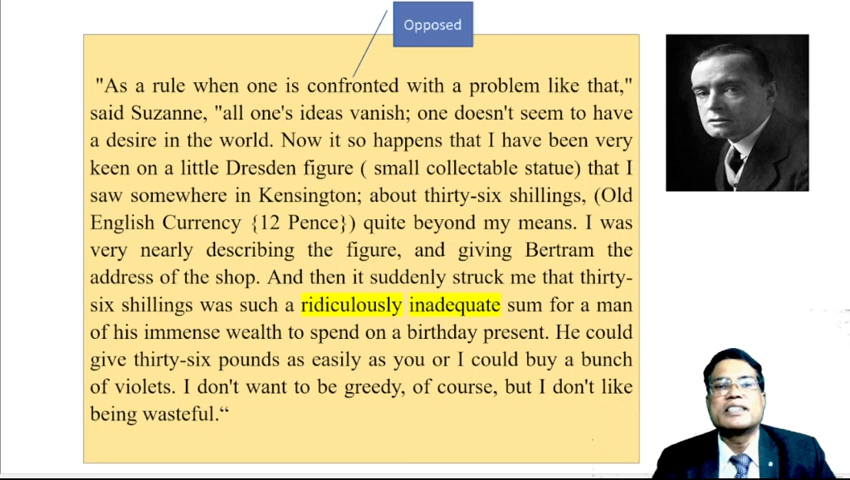 Opposed
"As a rule when one is confronted with a problem like that,"
said Suzanne, "all one's ideas vanish; one doesn't seem to have
a desire in the world. Now it so happens that I have been very
keen on a little Dresden figure ( small collectable statue) that I
saw somewhere in Kensington; about thirty-six shillings, (Old
English Currency {12 Pence}) quite beyond my means. I was
very nearly describing the figure, and giving Bertram the
address of the shop. And then it suddenly struck me that thirty-
six shillings was such a ridiculously inadequate sum for a man
of his immense wealth to spend on a birthday present. He could
give thirty-six pounds as easily as you or I could buy a bunch
of violets. I don't want to be greedy, of course, but I don't like
being wasteful.“